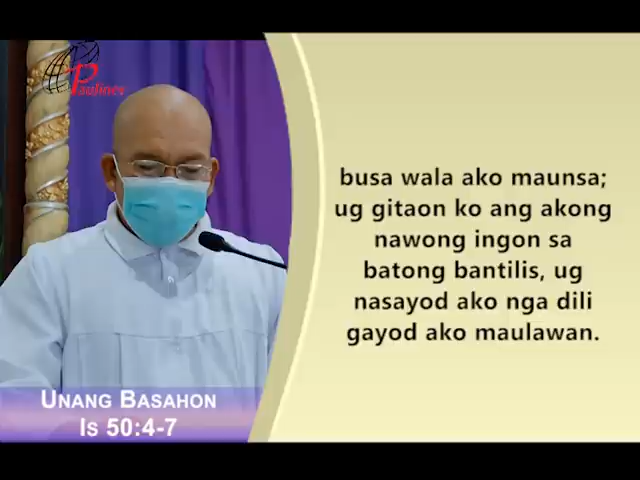 Paulines
busa wala ako maunsa;
ug gitaon ko ang akong
nawong ingon sa
batong bantilis, ug
nasayod ako nga dili
gayod ako maulawan.
UNANG BASAHON
IS 50:4-7